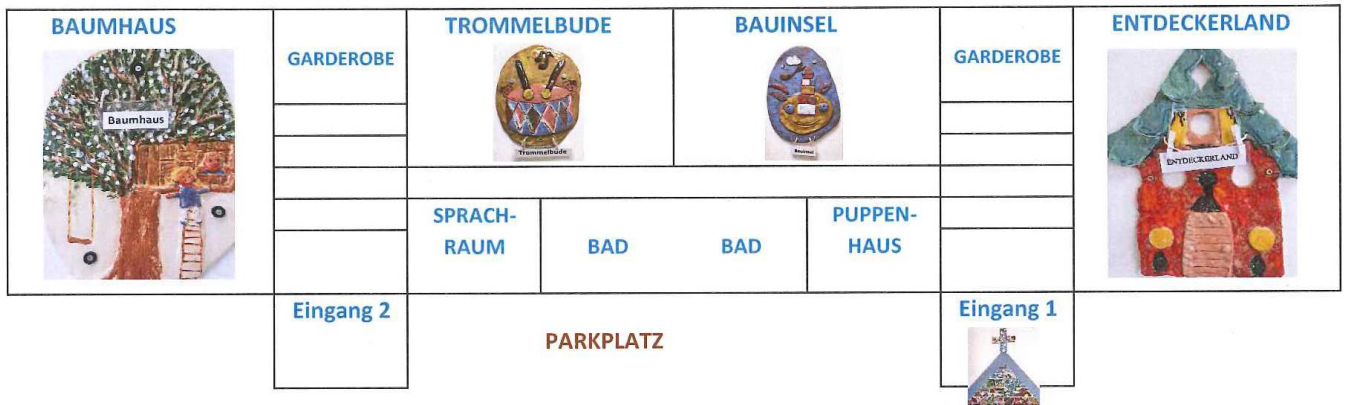 BAUMHAUS
Baumhaus
GARDEROBE
TROMMELBUDE
Trommelbude
BAUINSEL
Bauinsel
GARDEROBE
ENTDECKERLAND
ENTDECKERLAND
SPRACH-
RAUM
BAD
BAD
PUPPEN-
HAUS
Eingang 2
PARKPLATZ
Eingang 1